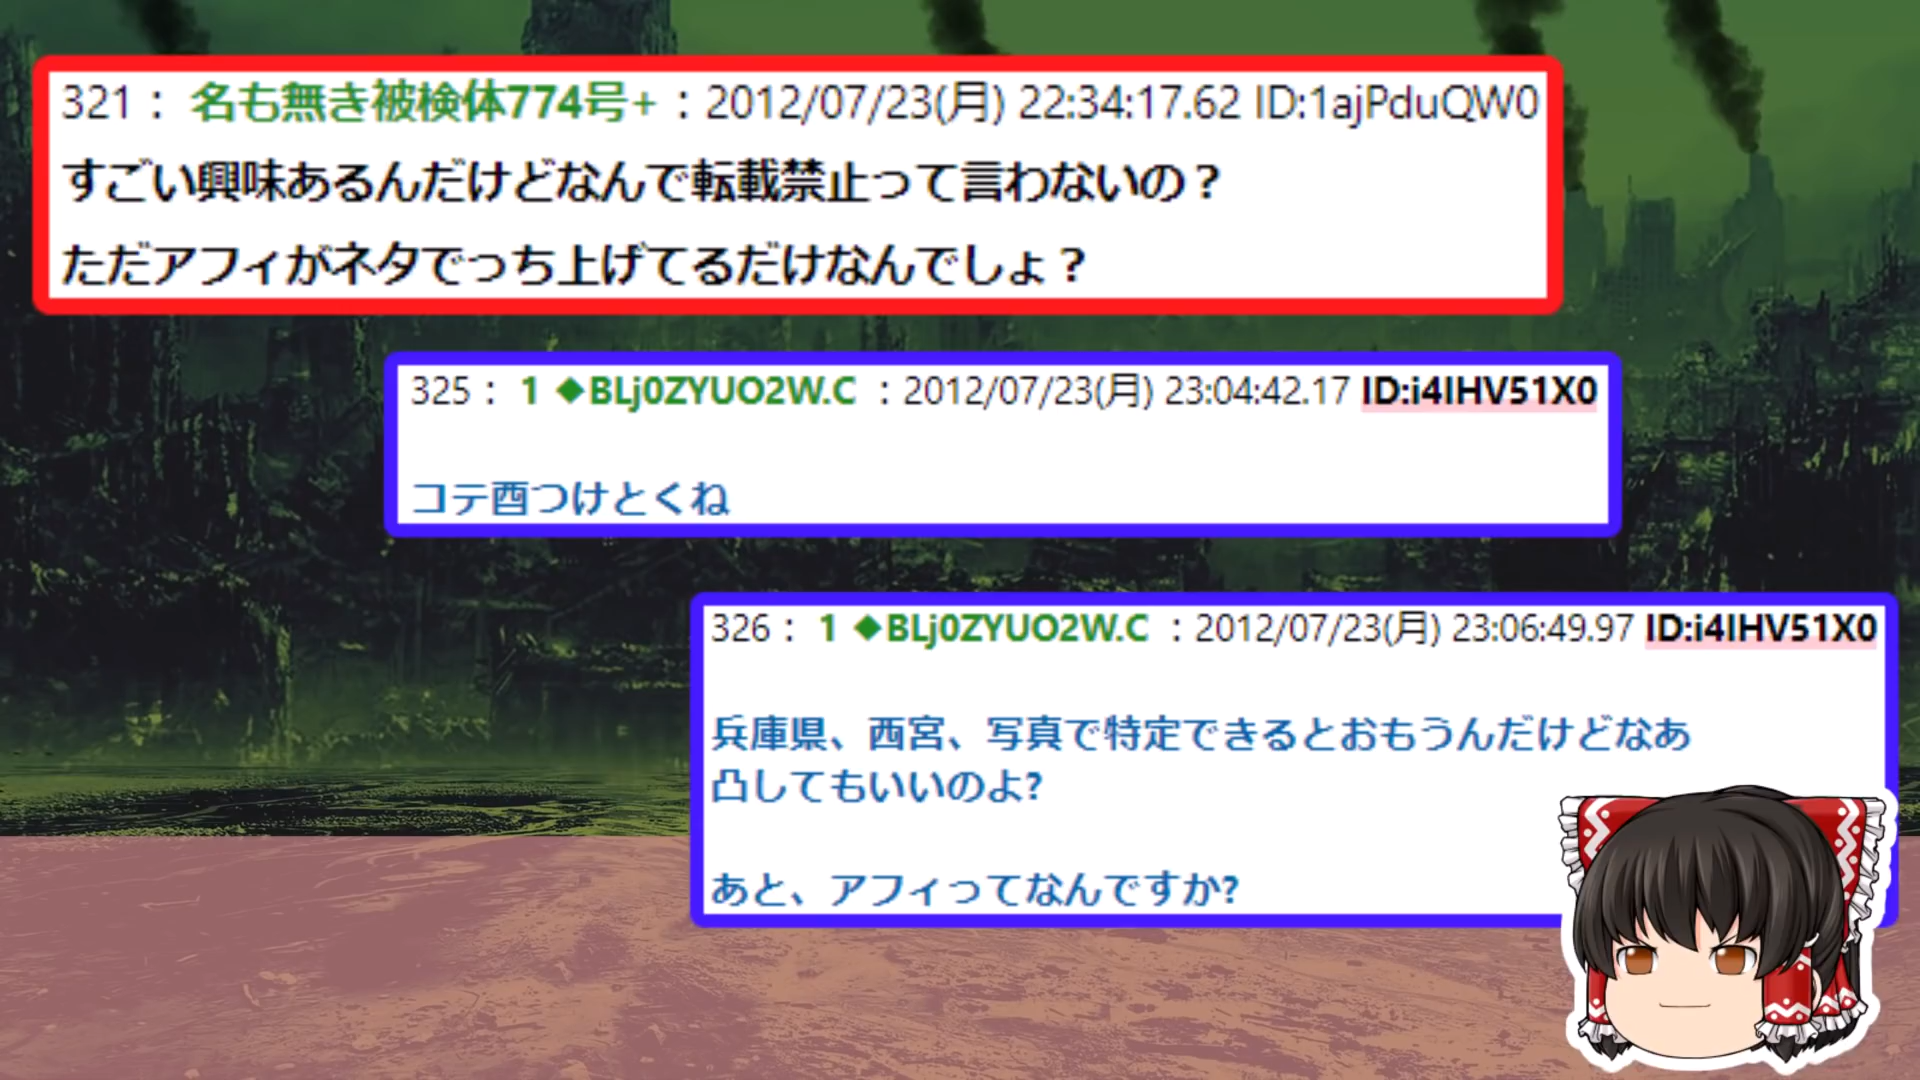 321： 名も無き被検体774号+：2012/07/23(月) 22:34:17.62 ID:1ajPduQW0
すごい興味あるんだけどなんで転載禁止って言わないの？
ただアフィがネタでっち上げてるだけなんでしょ？
325： 1 ◆BLj0ZYUO2W.C ：2012/07/23(月) 23:04:42.17 ID:i4IHV51X0
コテ酉つけとくね
326： 1 ◆BLj0ZYUO2W.C ：2012/07/23(月) 23:06:49.97 ID:i4IHV51X0
兵庫県、西宮、写真で特定できるとおもうんだけどなあ
凸してもいいのよ?
あと、アフィってなんですか?